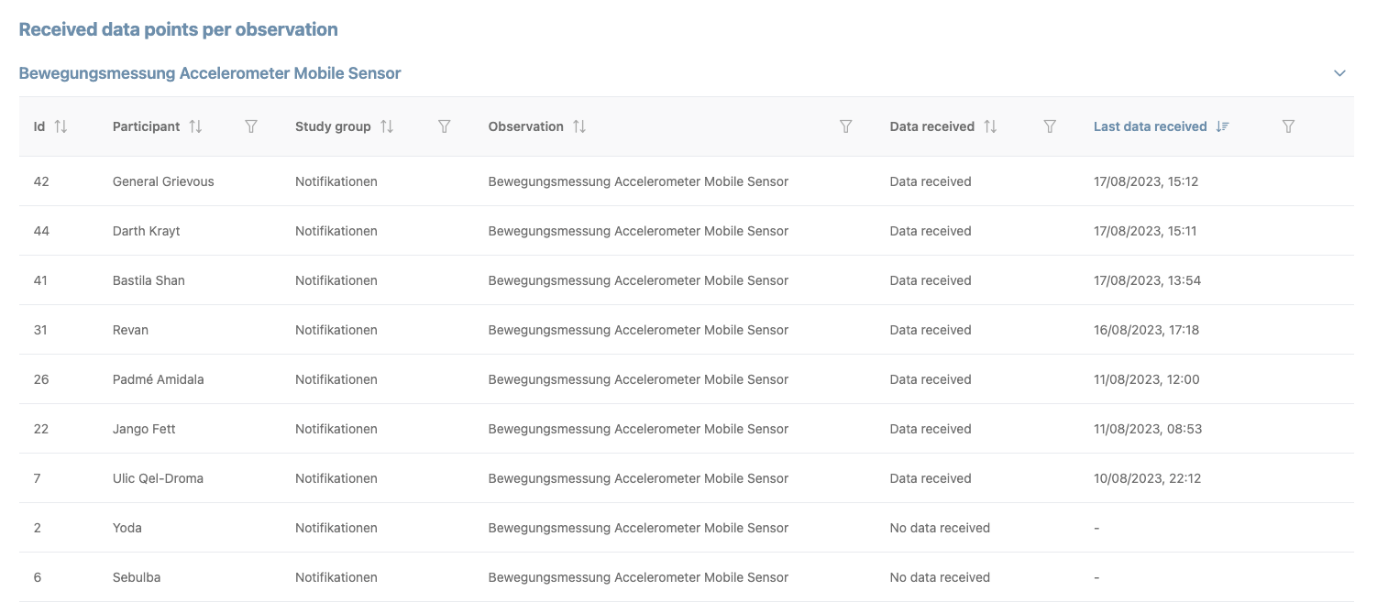 Received data points per observation
Bewegungsmessung Accelerometer Mobile Sensor
Id Participant Study group Observation Data received Last data received
42 General Grievous Notifikationen Bewegungsmessung Accelerometer Mobile Sensor Data received 17/08/2023, 15:12
44 Darth Krayt Notifikationen Bewegungsmessung Accelerometer Mobile Sensor Data received 17/08/2023, 15:11
41 Bastila Shan Notifikationen Bewegungsmessung Accelerometer Mobile Sensor Data received 17/08/2023, 13:54
31 Revan Notifikationen Bewegungsmessung Accelerometer Mobile Sensor Data received 16/08/2023, 17:18
26 Padmé Amidala Notifikationen Bewegungsmessung Accelerometer Mobile Sensor Data received 11/08/2023, 12:00
22 Jango Fett Notifikationen Bewegungsmessung Accelerometer Mobile Sensor Data received 11/08/2023, 08:53
7 Ulic Qel-Droma Notifikationen Bewegungsmessung Accelerometer Mobile Sensor Data received 10/08/2023, 22:12
2 Yoda Notifikationen Bewegungsmessung Accelerometer Mobile Sensor No data received -
6 Sebulba Notifikationen Bewegungsmessung Accelerometer Mobile Sensor No data received -